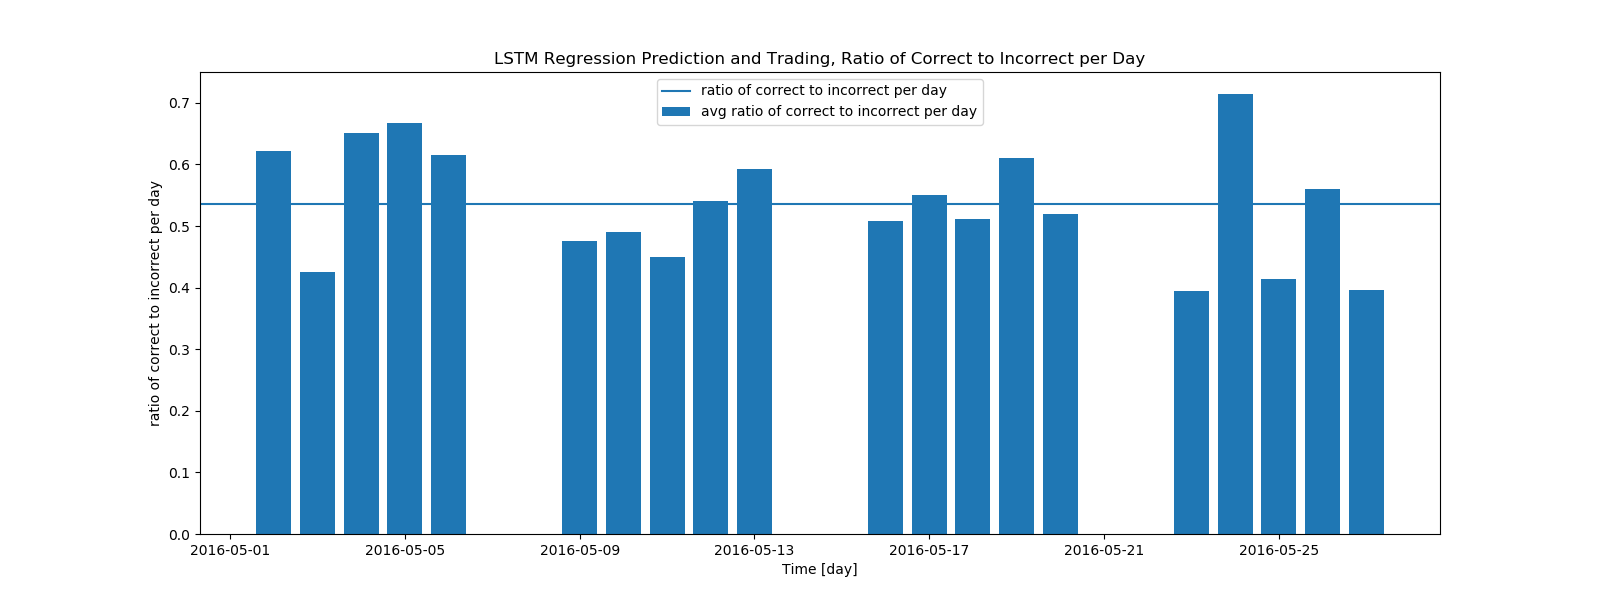 LSTM Regression Prediction and Trading, Ratio of Correct to Incorrect per Day
ratio of correct to incorrect per day
avg ratio of correct to incorrect per day
ratio of correct to incorrect per day
0.7
0.6
0.5
0.4
0.3
0.2
0.1
0.0
2016-05-01 2016-05-05 2016-05-09 2016-05-13 2016-05-17 2016-05-21 2016-05-25
Time [day]